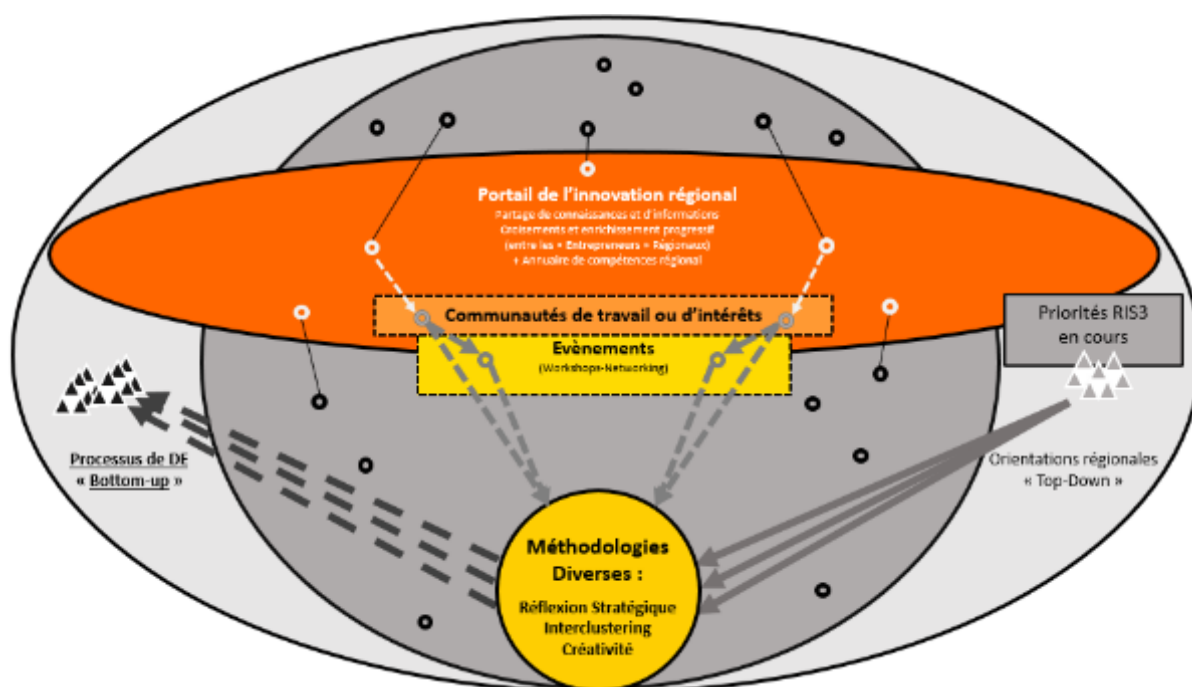 Portail de l'innovation régional
Partage de connaissances et d'informations
Croisements et enrichissement progressif
(entre les « Entrepreneurs » Régionaux)
+ Annuaire de compétences régional
Communautés de travail ou d'intérêts
Evènements
(Workshops-Networking)
Priorités RIS3
en cours
Processus de DE
« Bottom-up »
Orientations régionales
« Top-Down »
Méthodologies
Diverses :
Réflexion Stratégique
Interclustering
Créativité